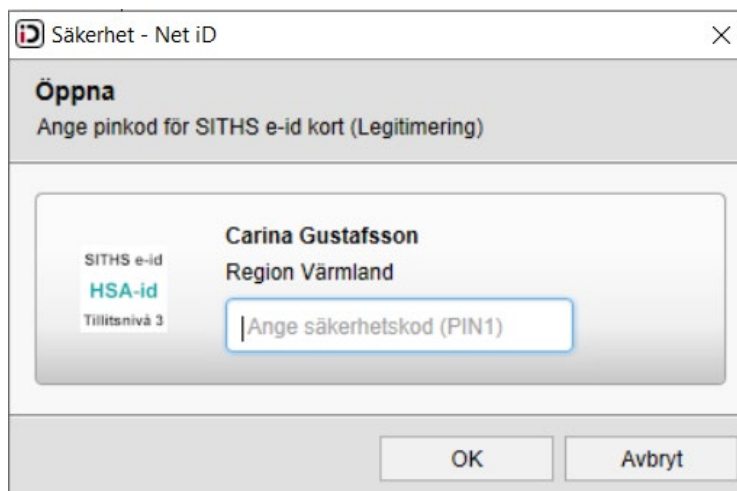 Säkerhet - Net iD
Öppna
Ange pinkod för SITHS e-id kort (Legitimering)
SITHS e-id
HSA-id
Tillitsnivå 3
Carina Gustafsson
Region Värmland
Ange säkerhetskod (PIN1)
OK
Avbryt